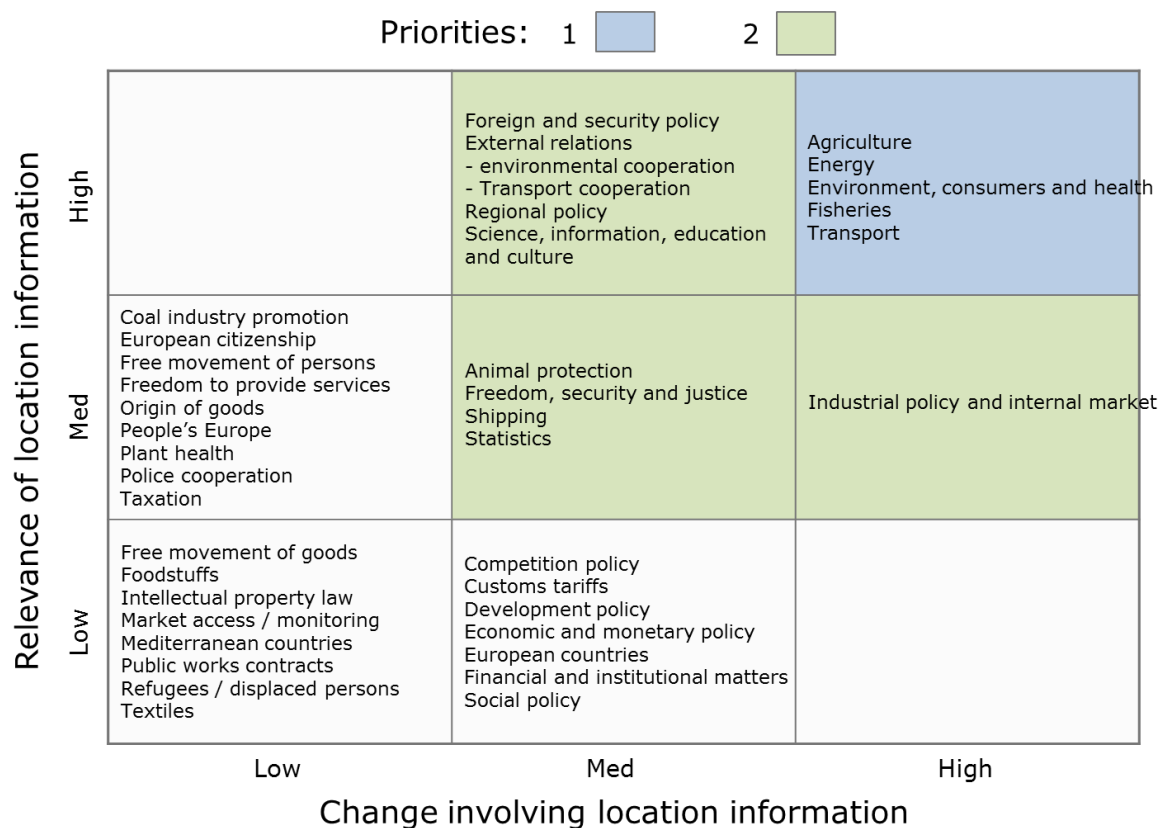 Priorities: 1 2
Relevance of location information
High
Foreign and security policy
External relations
- environmental cooperation
- Transport cooperation
Regional policy
Science, information, education
and culture
Agriculture
Energy
Environment, consumers and health
Fisheries
Transport
Med
Coal industry promotion
European citizenship
Free movement of persons
Freedom to provide services
Origin of goods
People’s Europe
Plant health
Police cooperation
Taxation
Animal protection
Freedom, security and justice
Shipping
Statistics
Industrial policy and internal market
Low
Free movement of goods
Foodstuffs
Intellectual property law
Market access / monitoring
Mediterranean countries
Public works contracts
Refugees / displaced persons
Textiles
Competition policy
Customs tariffs
Development policy
Economic and monetary policy
European countries
Financial and institutional matters
Social policy
Low Med High
Change involving location information